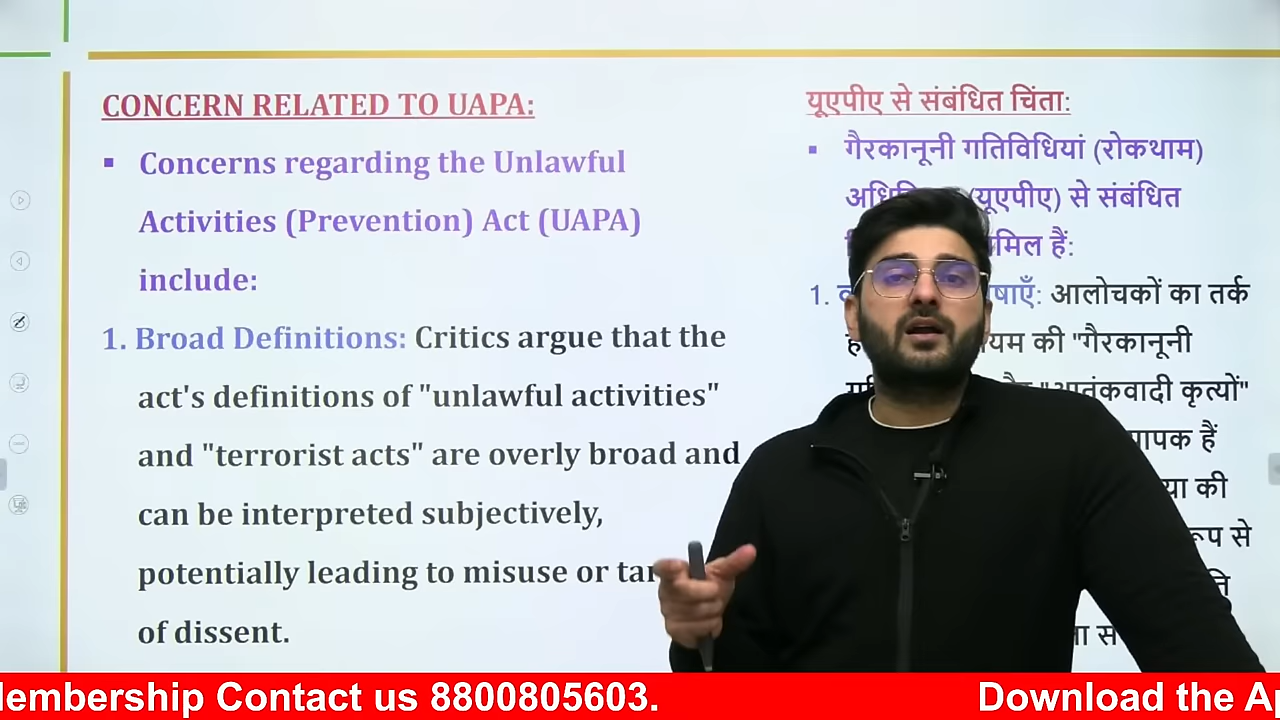 CONCERN RELATED TO UAPA:
▪ Concerns regarding the Unlawful
Activities (Prevention) Act (UAPA)
include:
1. Broad Definitions: Critics argue that the
act's definitions of "unlawful activities"
and "terrorist acts" are overly broad and
can be interpreted subjectively,
potentially leading to misuse or
of dissent.
यूएपीए से संबंधित चिंता:
▪ गैरकानूनी गतिविधियां (रोकथाम)
(यूएपीए) से संबंधित
हैं:
1. आलोचकों का तर्क
की "गैरकानूनी
कृत्यों"
हैं
की
से
Membership Contact us 8800805603.
Download the